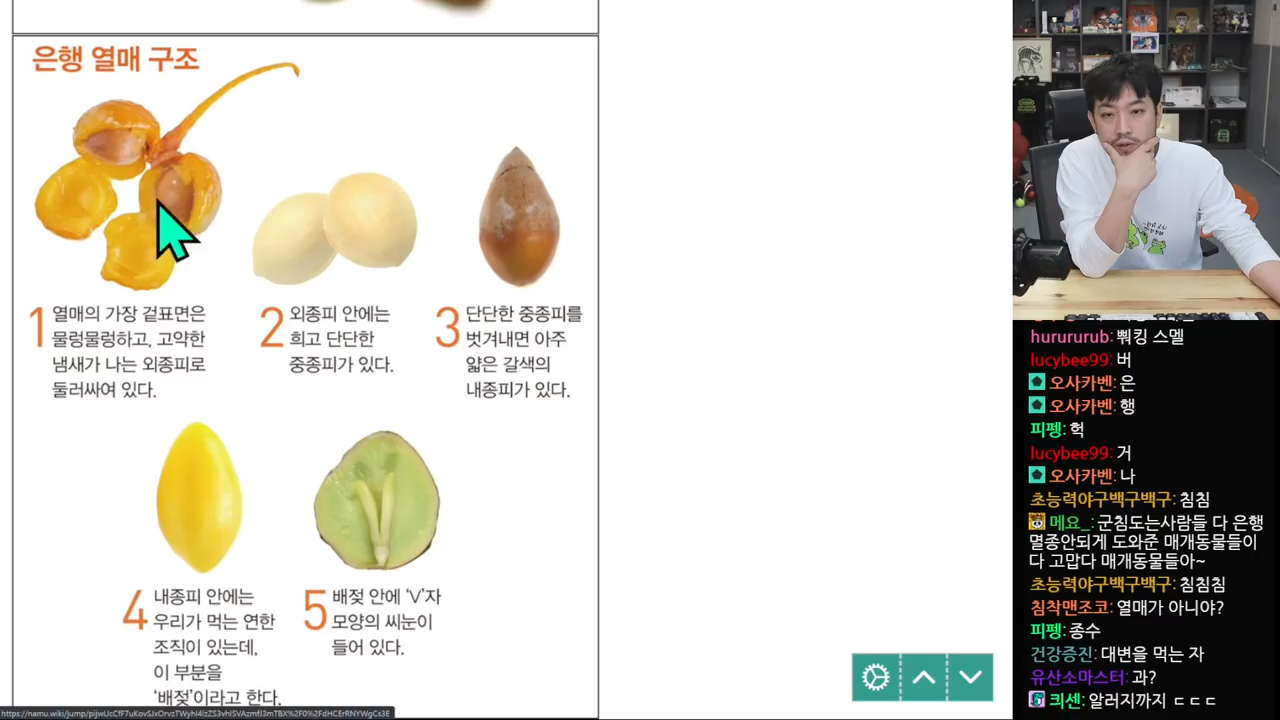 은행 열매 구조
1 열매의 가장 겉표면은
물렁물렁하고, 고약한
냄새가 나는 외종피로
둘러싸여 있다.
2 외종피 안에는
희고 단단한
중종피가 있다.
3 단단한 중종피를
벗겨내면 아주
얇은 갈색의
내종피가 있다.
4 내종피 안에는
우리가 먹는 연한
조직이 있는데,
이 부분을
‘배젖’이라고 한다.
5 배젖 안에 ‘V’자
모양의 씨눈이
들어 있다.
hurururub: 뿨킹 스멜
lucybee99: 버
오사카벤: 은
오사카벤: 행
피펭: 헉
lucybee99: 거
오사카벤: 나
초능력야구백구백구: 침침
메요_: 군침도는사람들 다 은행
멸종안되게 도와준 매개동물들이
다 고맙다 매개동물들아~
초능력야구백구백구: 침침침
침착맨조코: 열매가 아니야?
피펭: 종수
건강증진: 대변을 먹는 자
유산소마스터: 과?
킈센: 알러지까지 ㄷㄷㄷ